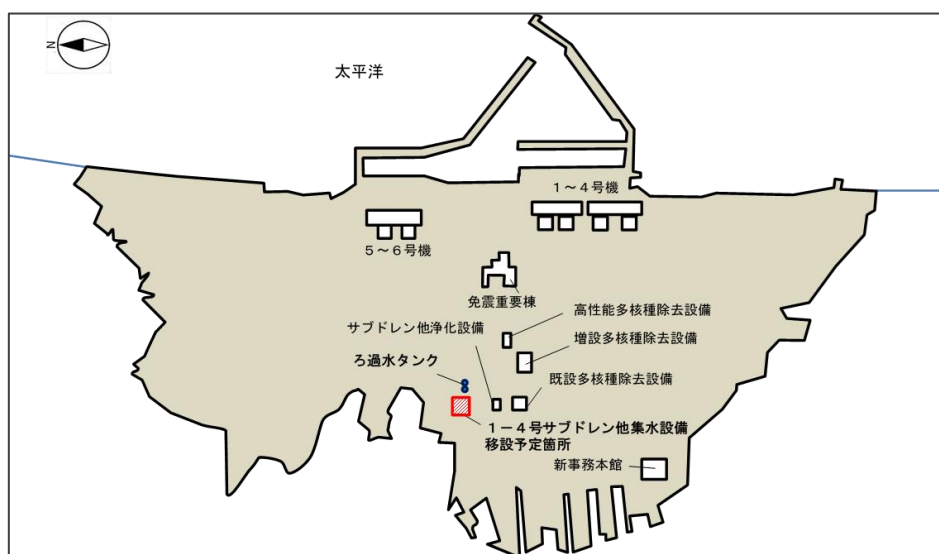 N
太平洋
1～4号機
5～6号機
免震重要棟
高性能多核種除去設備
サブドレン他浄化設備
増設多核種除去設備
ろ過水タンク
既設多核種除去設備
1－4号サブドレン他集水設備
移設予定箇所
新事務本館